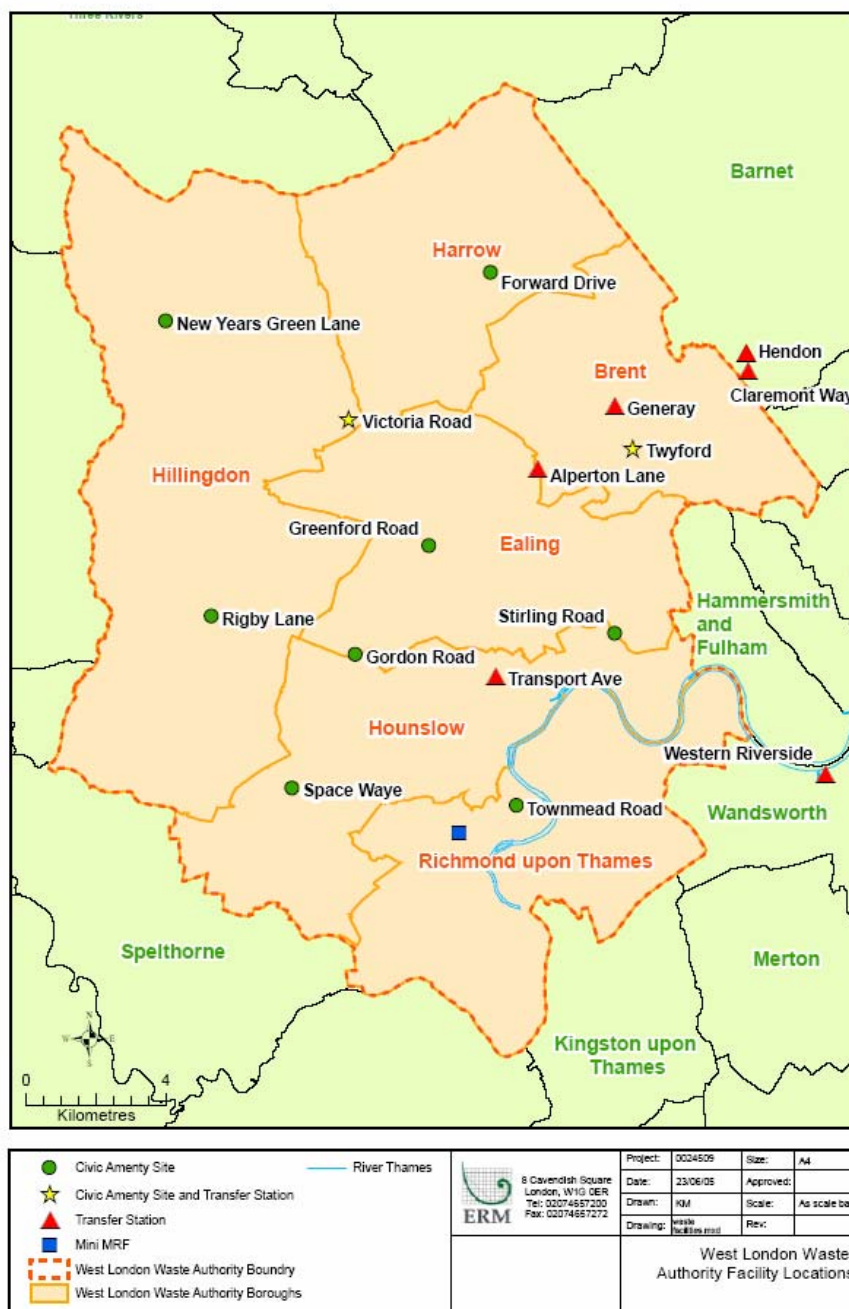 Three Rivers
Barnet
Harrow
Forward Drive
New Years Green Lane
Hendon
Brent
Claremont Way
Generay
Victoria Road
Twyford
Hillingdon
Alperton Lane
Greenford Road
Ealing
Hammersmith
and
Fulham
Rigby Lane
Stirling Road
Gordon Road
Transport Ave
Hounslow
Western Riverside
Space Waye
Townmead Road
Wandsworth
Richmond upon Thames
Spelthorne
Merton
N
W E
S
Kingston upon
Thames
0 4
Kilometres
Civic Amenty Site
River Thames
Civic Amenty Site and Transfer Station
Transfer Station
Mini MRF
West London Waste Authority Boundry
West London Waste Authority Boroughs
ERM
8 Cavendish Square
London, W1G 0ER
Tel: 02074657200
Fax: 02074657272
Project: 0024509 Size: A4
Date: 23/06/05 Approved:
Drawn: KM Scale: As scale ba
Drawing: waste
facilities.mxd Rev:
West London Waste
Authority Facility Locations